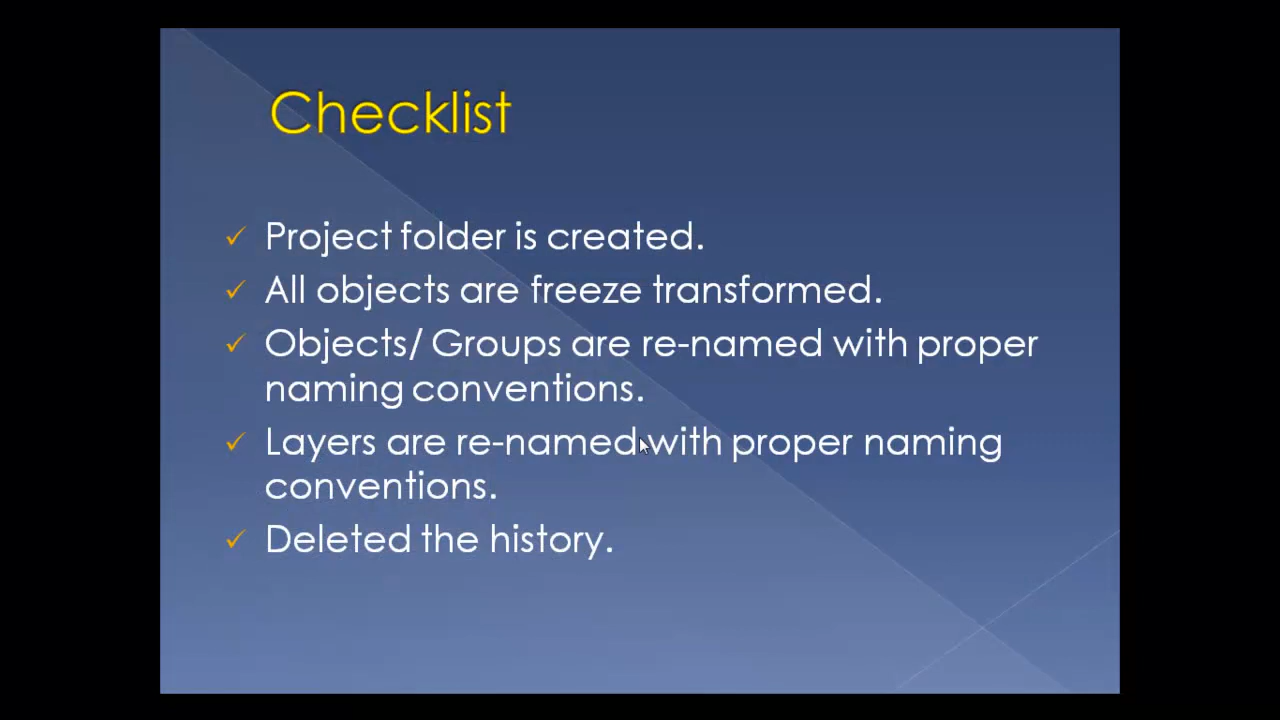 Checklist
✓ Project folder is created.
✓ All objects are freeze transformed.
✓ Objects/ Groups are re-named with proper
naming conventions.
✓ Layers are re-named with proper naming
conventions.
✓ Deleted the history.